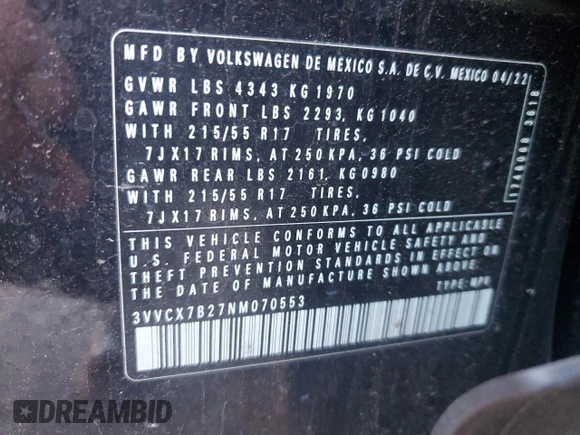 MFD BY VOLKSWAGEN DE MEXICO S.A. DE C.V. MEXICO 04/22
GVWR LBS 4343 KG 1970
GAWR FRONT LBS 2293, KG 1040
WITH 215/55 R17 TIRES,
7JX17 RIMS, AT 250 KPA, 36 PSI COLD
GAWR REAR LBS 2161, KG 0980
WITH 215/55 R17 TIRES,
7JX17 RIMS, AT 250 KPA, 36 PSI COLD
THIS VEHICLE CONFORMS TO ALL APPLICABLE
U.S. FEDERAL MOTOR VEHICLE SAFETY AND
THEFT PREVENTION STANDARDS IN EFFECT ON
THE DATE OF MANUFACTURE SHOWN ABOVE.
3VVCX7B27NM070553 TYPE:MPV
3618
DREAMBID